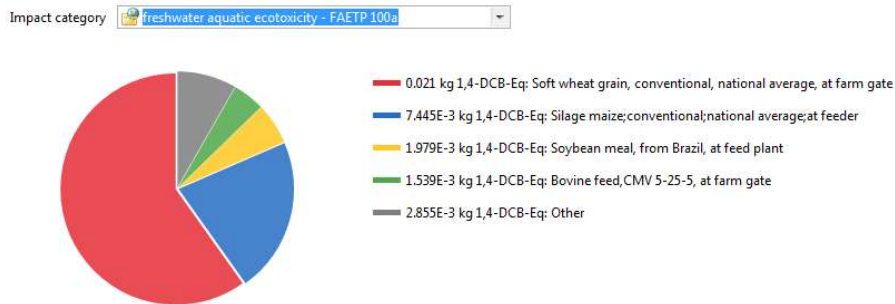 Impact category freshwater aquatic ecotoxicity - FAETP 100a
0.021 kg 1,4-DCB-Eq: Soft wheat grain, conventional, national average, at farm gate
7.445E-3 kg 1,4-DCB-Eq: Silage maize;conventional;national average;at feeder
1.979E-3 kg 1,4-DCB-Eq: Soybean meal, from Brazil, at feed plant
1.539E-3 kg 1,4-DCB-Eq: Bovine feed,CMV 5-25-5, at farm gate
2.855E-3 kg 1,4-DCB-Eq: Other